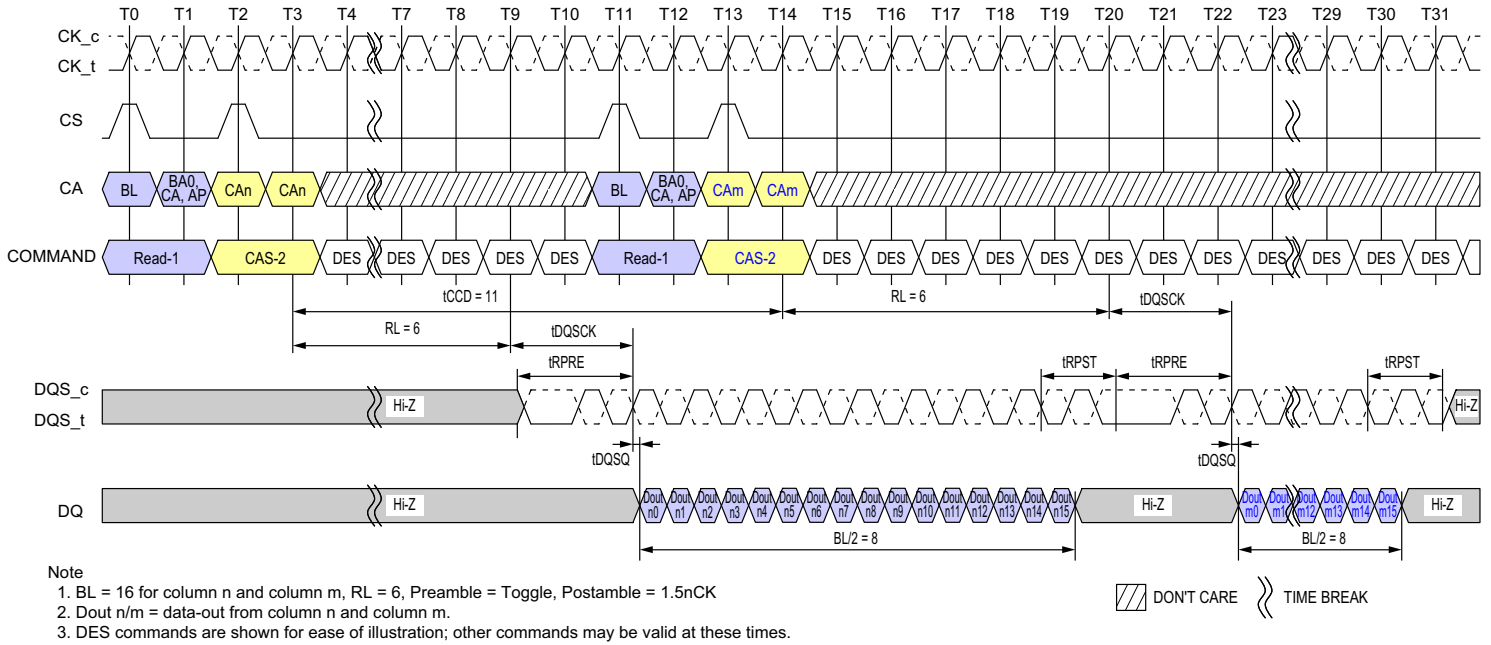 T0 T1 T2 T3 T4 T7 T8 T9 T10 T11 T12 T13 T14 T15 T16 T17 T18 T19 T20 T21 T22 T23 T29 T30 T31
CK_c
CK_t
CS
CA BL BA0, CA, AP CAn CAn BL BA0, CA, AP CAm CAm
COMMAND Read-1 CAS-2 DES DES DES DES DES Read-1 CAS-2 DES DES DES DES DES DES DES DES DES DES DES DES
tCCD = 11 RL = 6 tDQSCK
RL = 6 tDQSCK
tRPRE tRPST tRPRE tRPST
DQS_c
DQS_t
Hi-Z Hi-Z
tDQSQ tDQSQ
DQ Hi-Z Dout n0 Dout n1 Dout n2 Dout n3 Dout n4 Dout n5 Dout n6 Dout n7 Dout n8 Dout n9 Dout n10 Dout n11 Dout n12 Dout n13 Dout n14 Dout n15 Hi-Z Dout m0 Dout m1 Dout m12 Dout m13 Dout m14 Dout m15 Hi-Z
BL/2 = 8 BL/2 = 8
Note
1. BL = 16 for column n and column m, RL = 6, Preamble = Toggle, Postamble = 1.5nCK
2. Dout n/m = data-out from column n and column m.
3. DES commands are shown for ease of illustration; other commands may be valid at these times.
DON'T CARE TIME BREAK